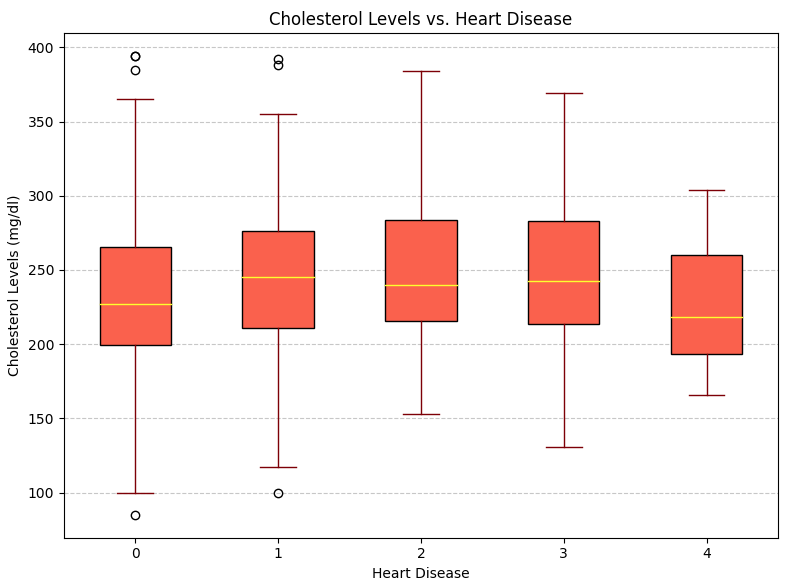 Cholesterol Levels vs. Heart Disease
Cholesterol Levels (mg/dl)
400
350
300
250
200
150
100
0 1 2 3 4
Heart Disease